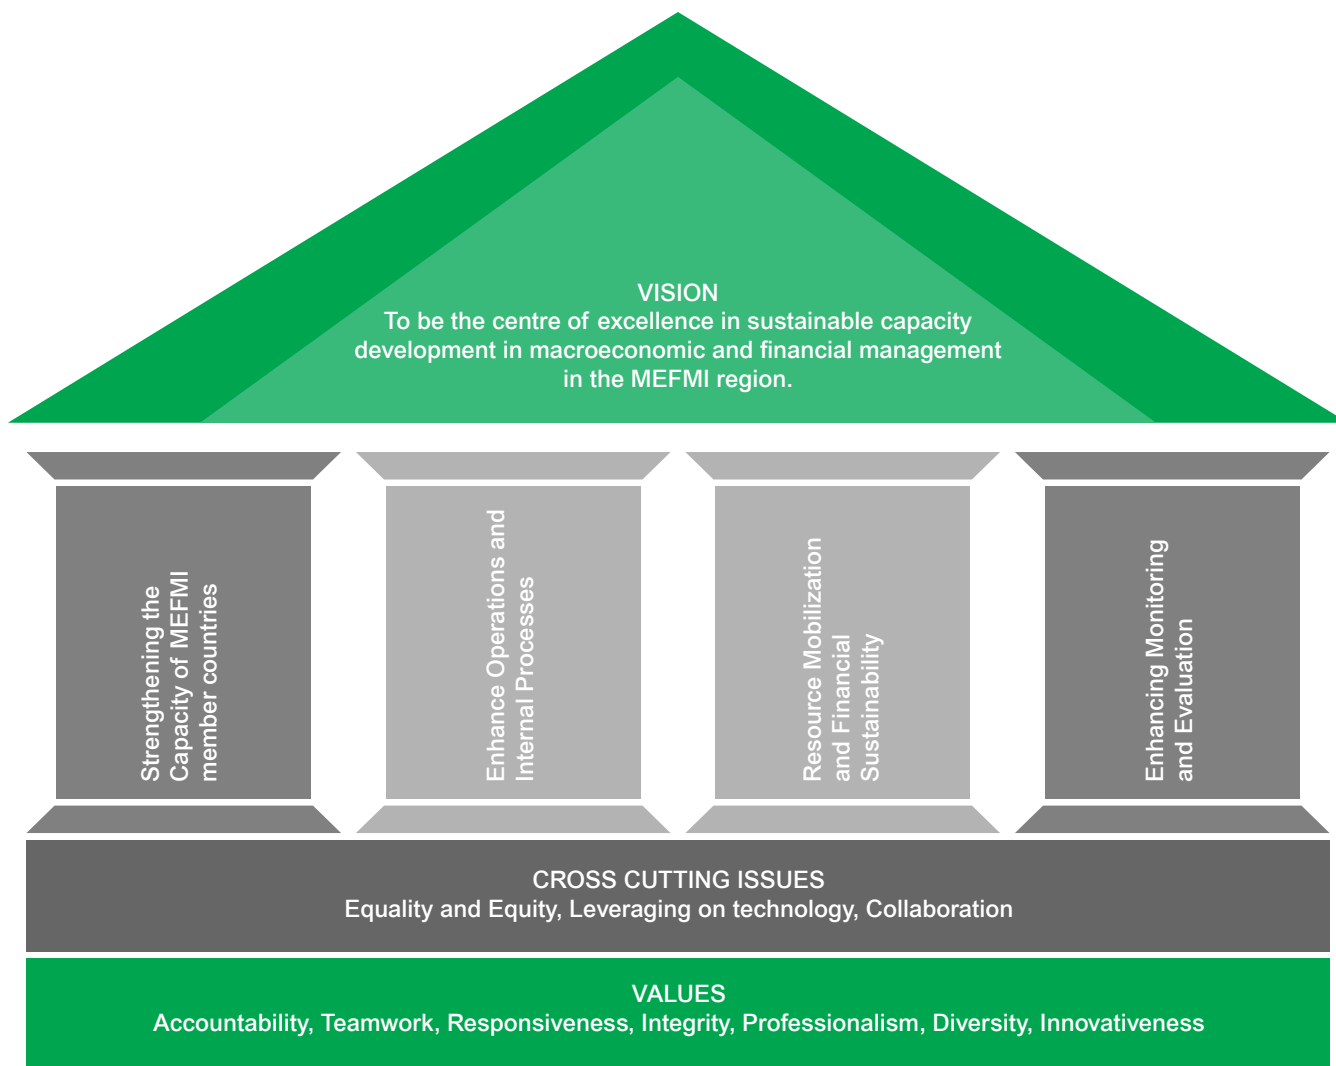 VISION
To be the centre of excellence in sustainable capacity
development in macroeconomic and financial management
in the MEFMI region.
Strengthening the
Capacity of MEFMI
member countries
Enhance Operations and
Internal Processes
Resource Mobilization
and Financial
Sustainability
Enhancing Monitoring
and Evaluation
CROSS CUTTING ISSUES
Equality and Equity, Leveraging on technology, Collaboration
VALUES
Accountability, Teamwork, Responsiveness, Integrity, Professionalism, Diversity, Innovativeness